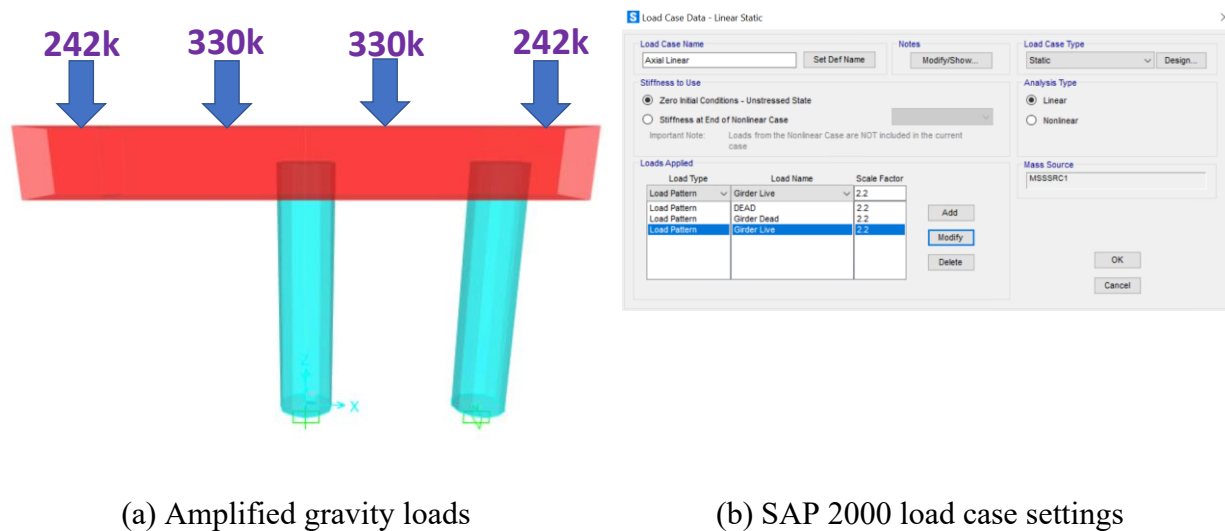 242k 330k 330k 242k
Z
X
(a) Amplified gravity loads
S Load Case Data - Linear Static
Load Case Name
Axial Linear
Set Def Name
Notes
Modify/Show...
Load Case Type
Static
Design...
Stiffness to Use
Zero Initial Conditions - Unstressed State
Stiffness at End of Nonlinear Case
Important Note: Loads from the Nonlinear Case are NOT included in the current
case
Analysis Type
Linear
Nonlinear
Loads Applied
Load Type Load Name Scale Factor
Load Pattern Girder Live 2.2
Load Pattern DEAD 2.2
Load Pattern Girder Dead 2.2
Load Pattern Girder Live 2.2
Add
Modify
Delete
Mass Source
MSSSRC1
OK
Cancel
(b) SAP 2000 load case settings